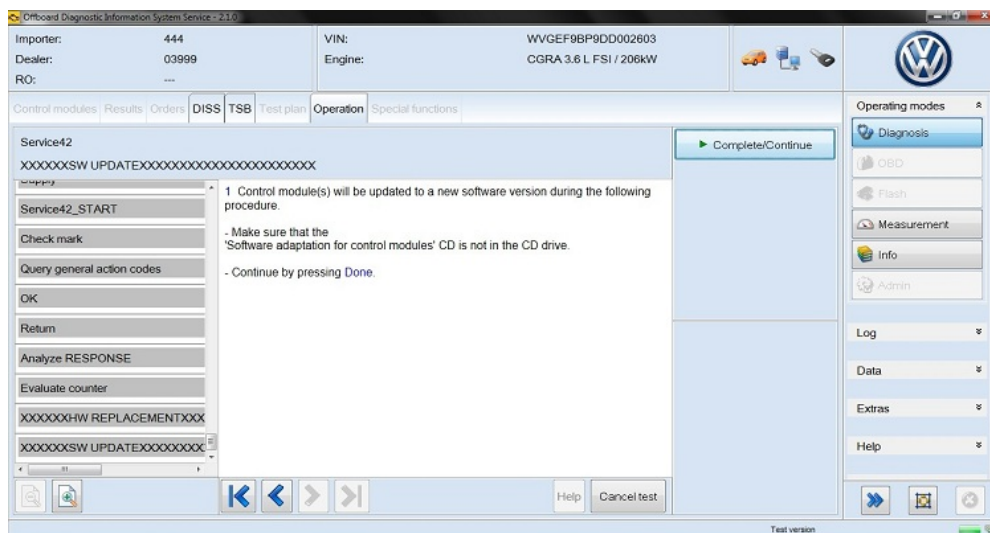 Offboard Diagnostic Information System Service - 2.1.0
Importer: 444 VIN: WVGEF9BP9DD002603
Dealer: 03999 Engine: CGRA 3.6 L FSI / 206kW
RO: ---
Control modules Results Orders DISS TSB Test plan Operation Special functions
Service42
XXXXXXSW UPDATEXXXXXXXXXXXXXXXXXXXXXXX
Complete/Continue
Supply
Service42_START
Check mark
Query general action codes
OK
Return
Analyze RESPONSE
Evaluate counter
XXXXXXHW REPLACEMENTXXX
XXXXXXSW UPDATEXXXXXXXX
1 Control module(s) will be updated to a new software version during the following
procedure.
- Make sure that the
'Software adaptation for control modules' CD is not in the CD drive.
- Continue by pressing Done.
Help Cancel test
Operating modes
Diagnosis
OBD
Flash
Measurement
Info
Admin
Log
Data
Extras
Help
Test version